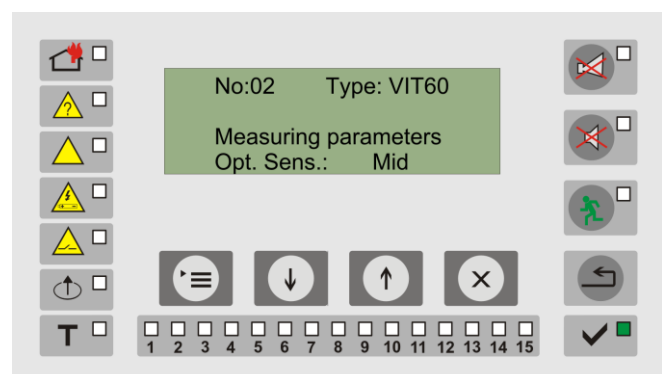 No:02 Type: VIT60
Measuring parameters
Opt. Sens.: Mid
?
T
1 2 3 4 5 6 7 8 9 10 11 12 13 14 15